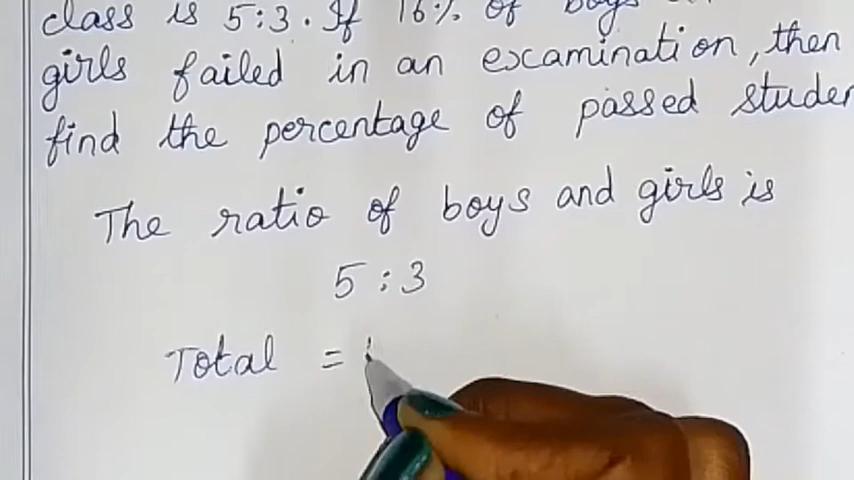 class is 5:3. If 16% of boys
girls failed in an examination, then
find the percentage of passed
The ratio of boys and girls is
5 : 3
Total =